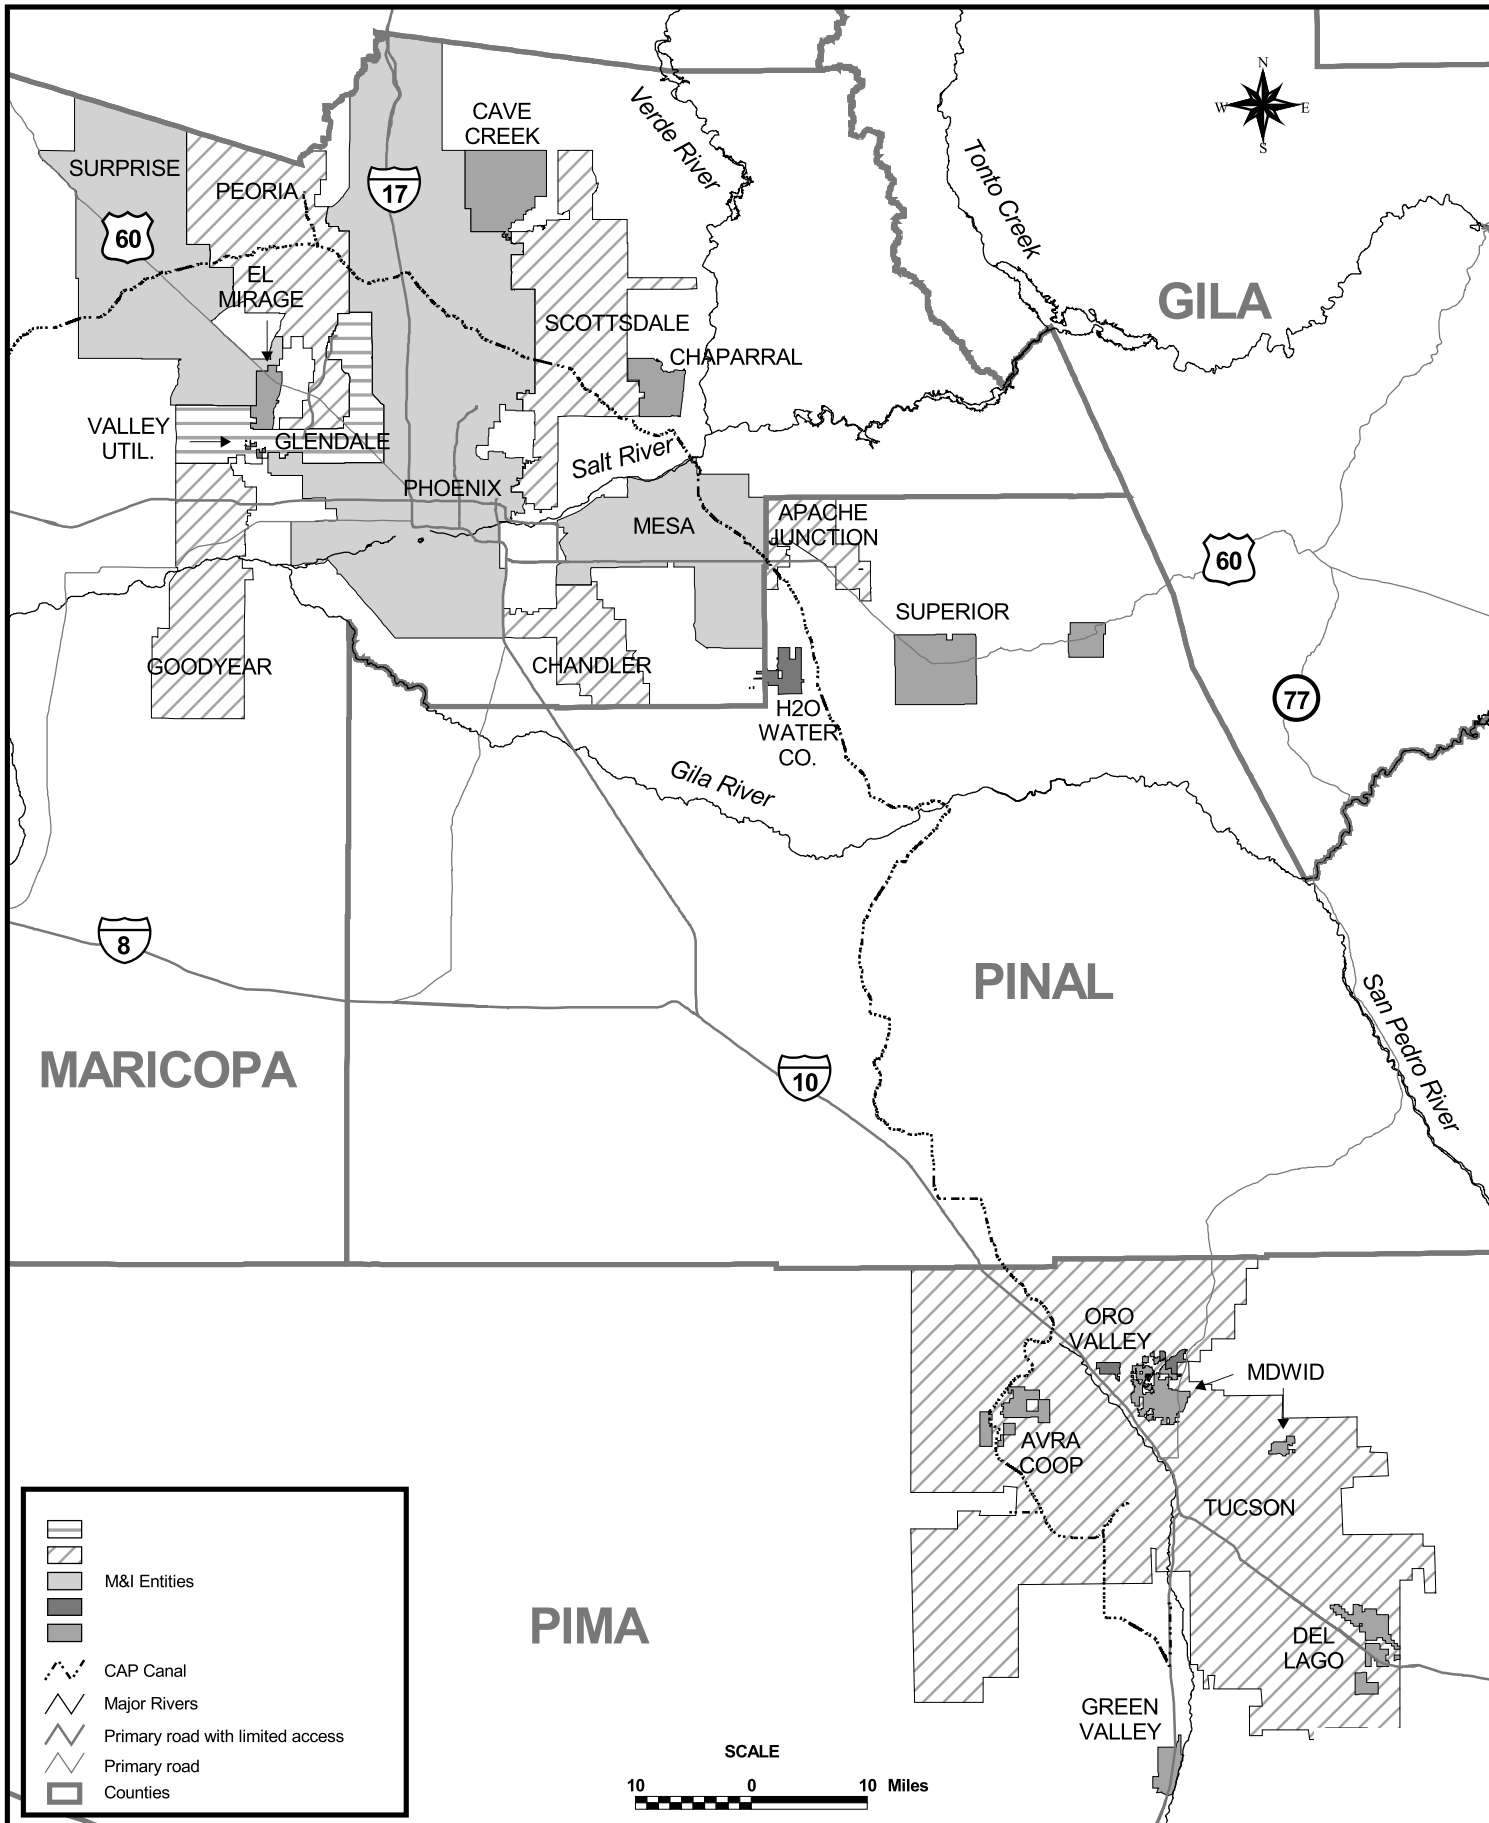 N
W
E
S
CAVE
CREEK
Verde River
SURPRISE
PEORIA
17
Tonto Creek
60
EL
MIRAGE
GILA
SCOTTSDALE
CHAPARRAL
VALLEY
UTIL.
GLENDALE
Salt River
PHOENIX
MESA
APACHE
JUNCTION
60
SUPERIOR
GOODYEAR
CHANDLER
77
H2O
WATER
CO.
Gila River
8
PINAL
San Pedro River
MARICOPA
10
ORO
VALLEY
MDWID
AVRA
COOP
TUCSON
PIMA
DEL
LAGO
GREEN
VALLEY
M&I Entities
CAP Canal
Major Rivers
Primary road with limited access
Primary road
Counties
SCALE
10 0 10 Miles